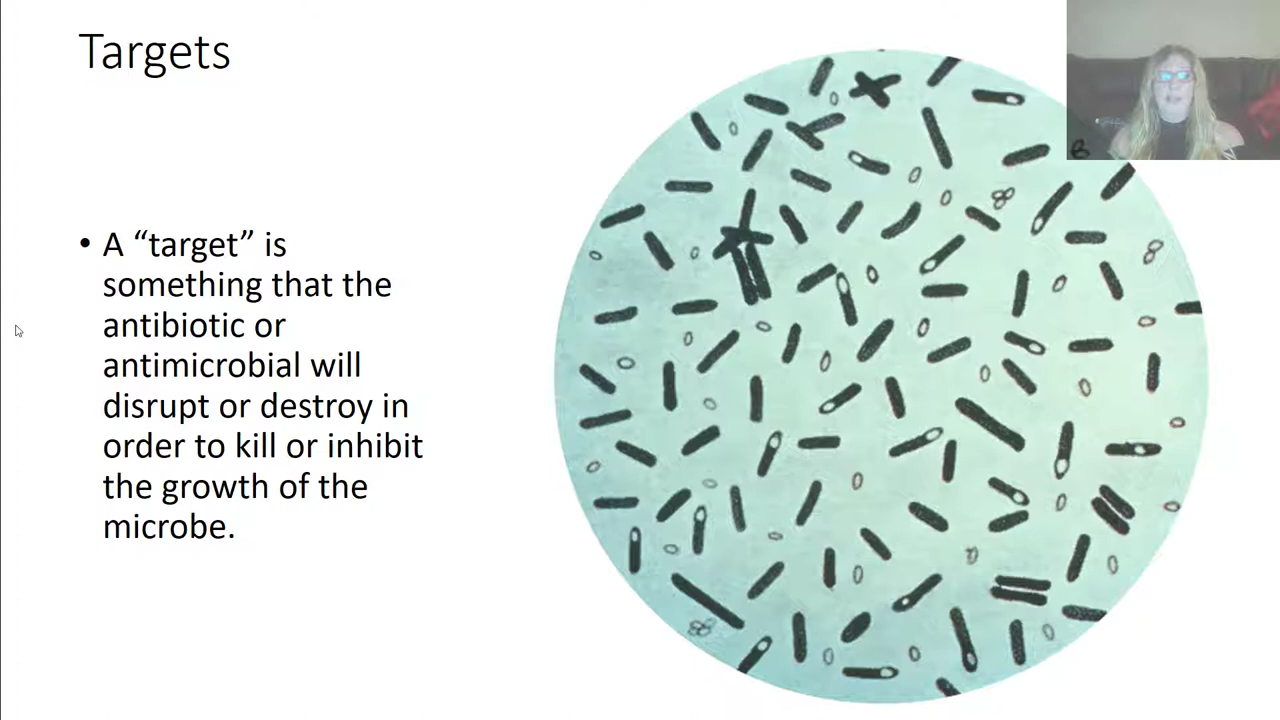 Targets
• A “target” is
something that the
antibiotic or
antimicrobial will
disrupt or destroy in
order to kill or inhibit
the growth of the
microbe.